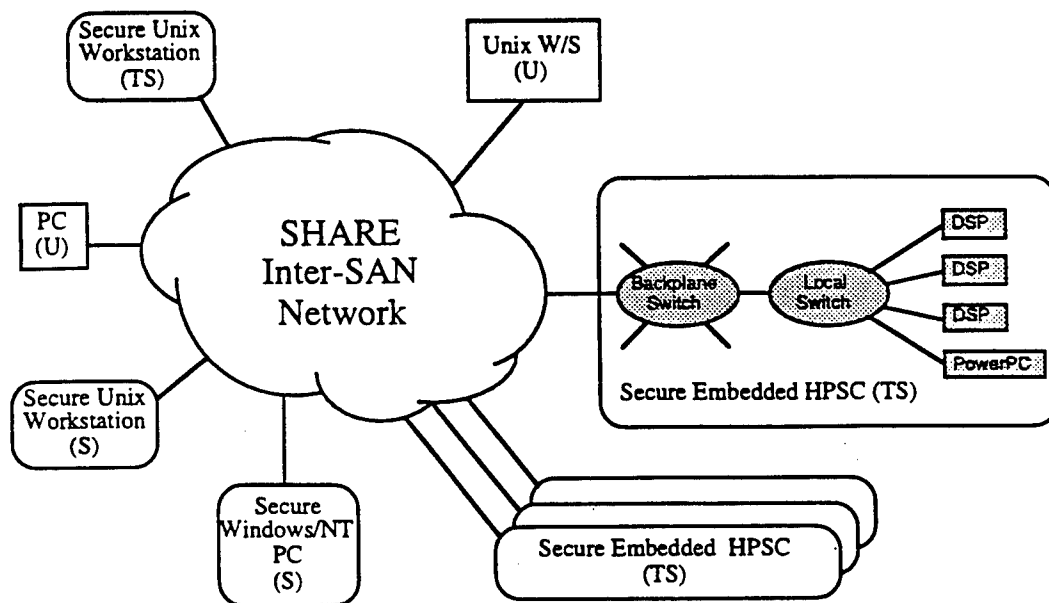 Secure Unix
Workstation
(TS)
Unix W/S
(U)
PC
(U)
SHARE
Inter-SAN
Network
Backplane
Switch
Local
Switch
DSP
DSP
DSP
PowerPC
Secure Embedded HPSC (TS)
Secure Unix
Workstation
(S)
Secure
Windows/NT
PC
(S)
Secure Embedded HPSC
(TS)